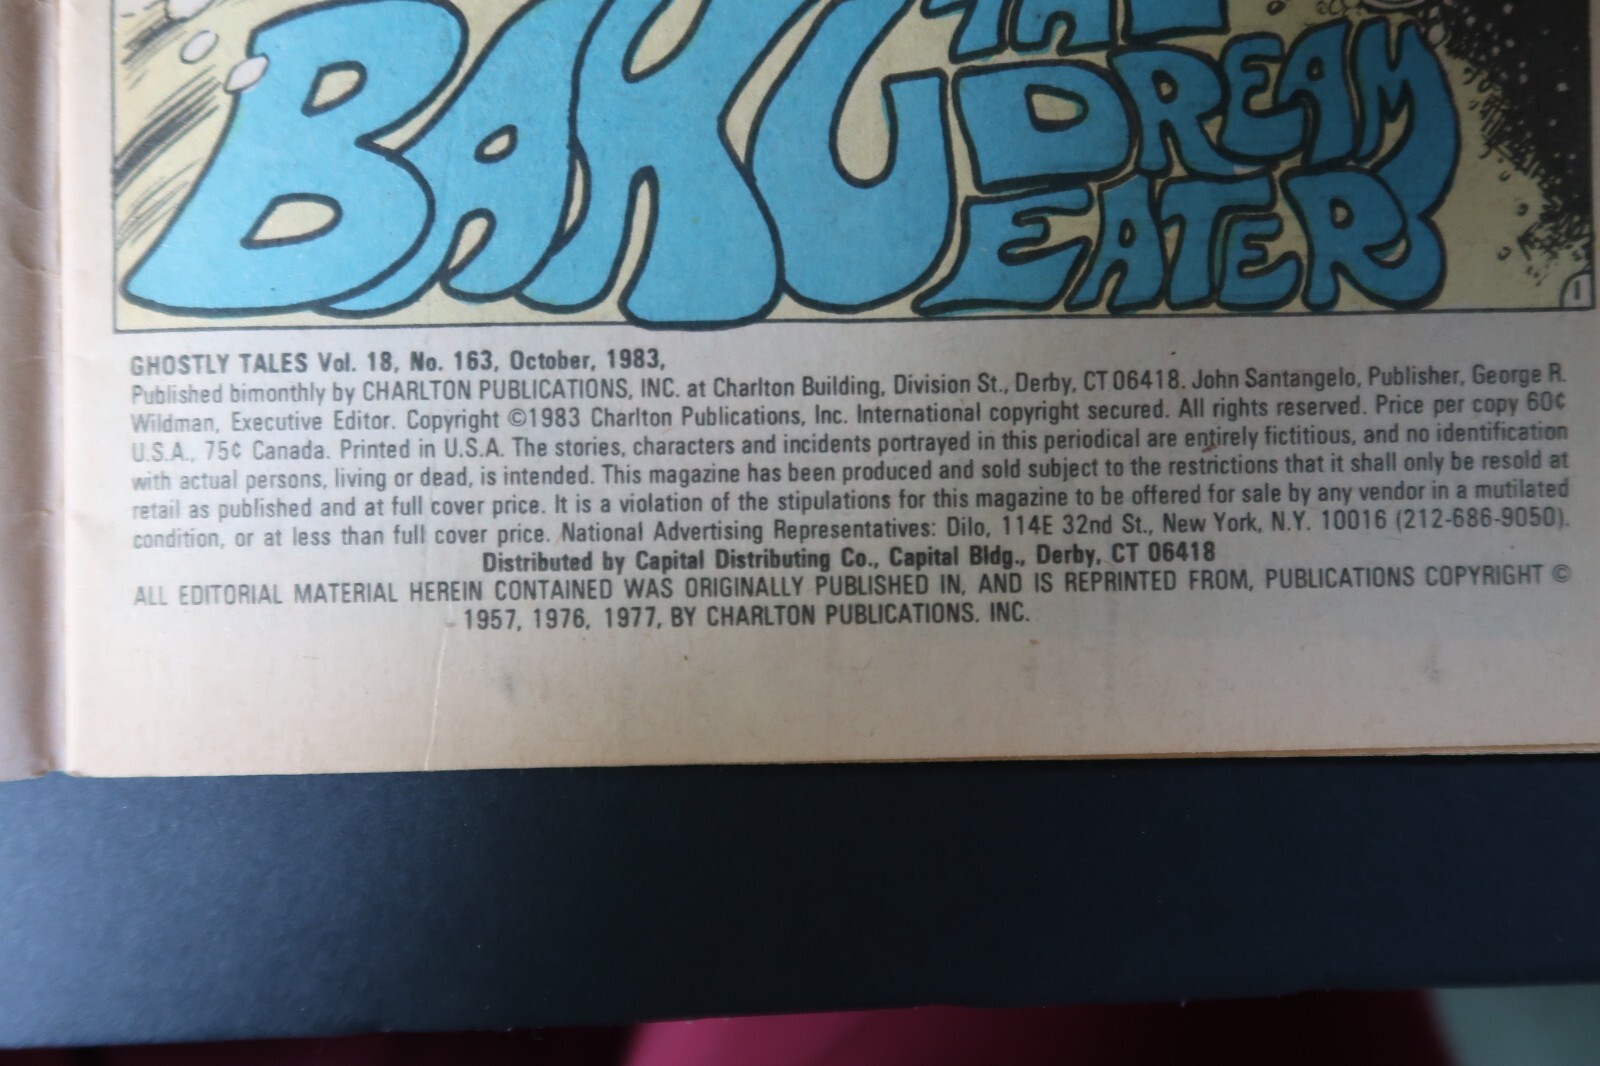 BAKU
THE
DREAM
EATER
1
GHOSTLY TALES Vol. 18, No. 163, October, 1983,
Published bimonthly by CHARLTON PUBLICATIONS, INC. at Charlton Building, Division St., Derby, CT 06418. John Santangelo, Publisher, George R.
Wildman, Executive Editor. Copyright ©1983 Charlton Publications, Inc. International copyright secured. All rights reserved. Price per copy 60¢
U.S.A., 75¢ Canada. Printed in U.S.A. The stories, characters and incidents portrayed in this periodical are entirely fictitious, and no identification
with actual persons, living or dead, is intended. This magazine has been produced and sold subject to the restrictions that it shall only be resold at
retail as published and at full cover price. It is a violation of the stipulations for this magazine to be offered for sale by any vendor in a mutilated
condition, or at less than full cover price. National Advertising Representatives: Dilo, 114E 32nd St., New York, N.Y. 10016 (212-686-9050).
Distributed by Capital Distributing Co., Capital Bldg., Derby, CT 06418
ALL EDITORIAL MATERIAL HEREIN CONTAINED WAS ORIGINALLY PUBLISHED IN, AND IS REPRINTED FROM, PUBLICATIONS COPYRIGHT ©
1957, 1976, 1977, BY CHARLTON PUBLICATIONS. INC.